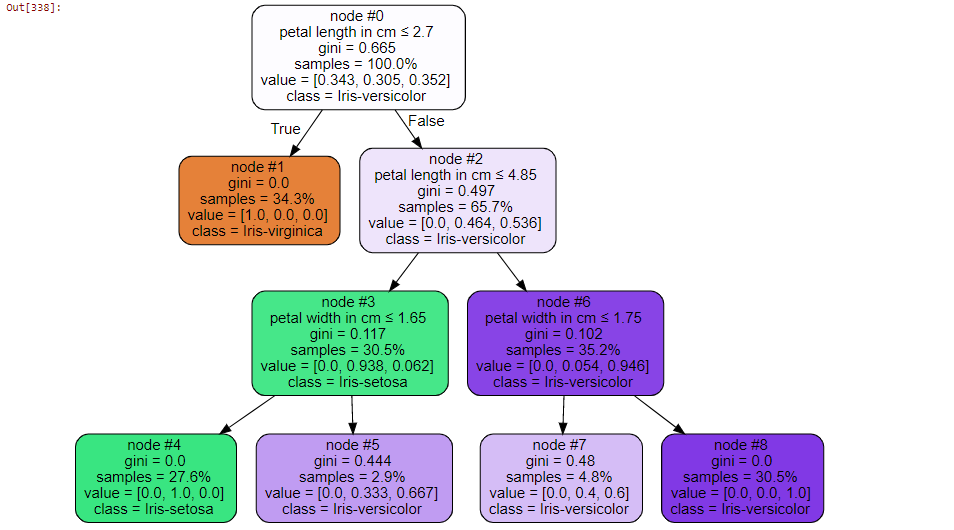 Out[338]:
node #0
petal length in cm ≤ 2.7
gini = 0.665
samples = 100.0%
value = [0.343, 0.305, 0.352]
class = Iris-versicolor
True
False
node #1
gini = 0.0
samples = 34.3%
value = [1.0, 0.0, 0.0]
class = Iris-virginica
node #2
petal length in cm ≤ 4.85
gini = 0.497
samples = 65.7%
value = [0.0, 0.464, 0.536]
class = Iris-versicolor
node #3
petal width in cm ≤ 1.65
gini = 0.117
samples = 30.5%
value = [0.0, 0.938, 0.062]
class = Iris-setosa
node #6
petal width in cm ≤ 1.75
gini = 0.102
samples = 35.2%
value = [0.0, 0.054, 0.946]
class = Iris-versicolor
node #4
gini = 0.0
samples = 27.6%
value = [0.0, 1.0, 0.0]
class = Iris-setosa
node #5
gini = 0.444
samples = 2.9%
value = [0.0, 0.333, 0.667]
class = Iris-versicolor
node #7
gini = 0.48
samples = 4.8%
value = [0.0, 0.4, 0.6]
class = Iris-versicolor
node #8
gini = 0.0
samples = 30.5%
value = [0.0, 0.0, 1.0]
class = Iris-versicolor